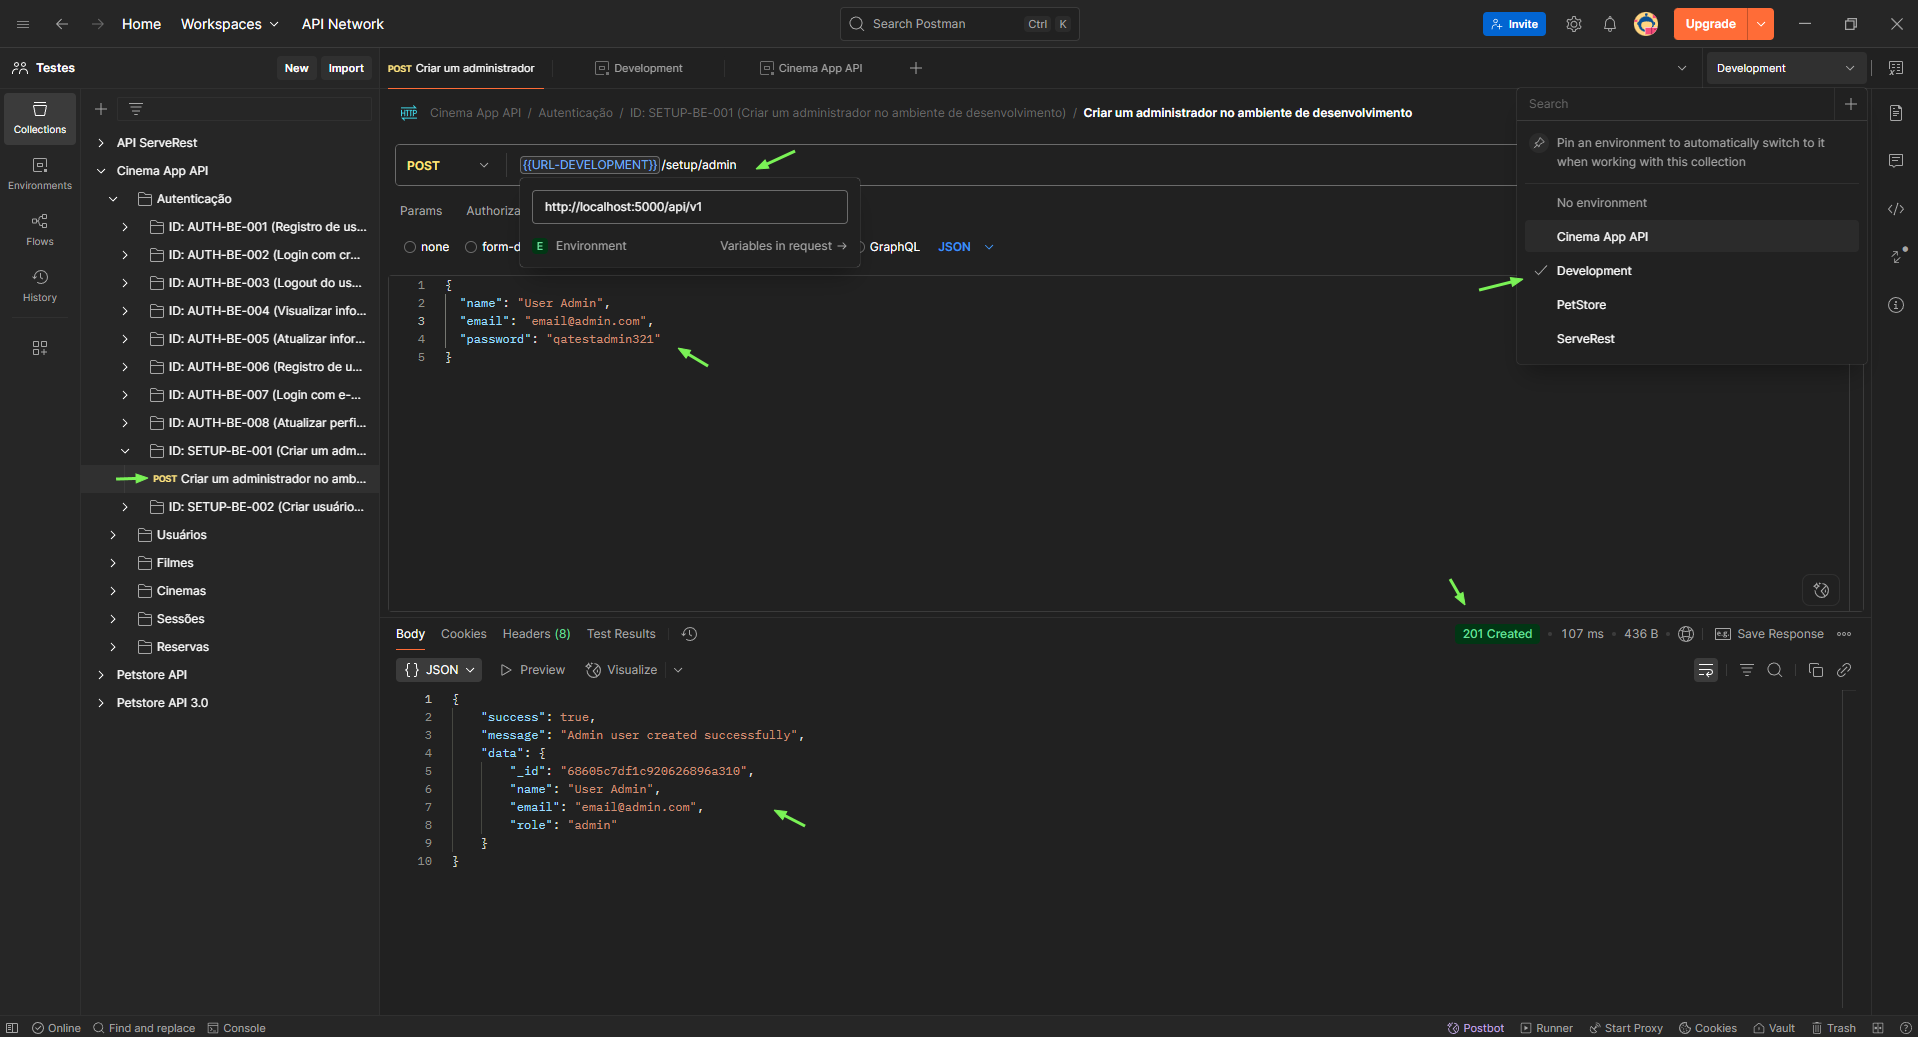 Home Workspaces API Network Search Postman Ctrl K Invite Upgrade
Testes New Import POST Criar um administrador Development Cinema App API Development
Collections
Environments
Flows
History
API ServeRest
Cinema App API
Autenticação
ID: AUTH-BE-001 (Registro de us...
ID: AUTH-BE-002 (Login com cr...
ID: AUTH-BE-003 (Logout do us...
ID: AUTH-BE-004 (Visualizar info...
ID: AUTH-BE-005 (Atualizar infor...
ID: AUTH-BE-006 (Registro de u...
ID: AUTH-BE-007 (Login com e-...
ID: AUTH-BE-008 (Atualizar perfi...
ID: SETUP-BE-001 (Criar um adm...
POST Criar um administrador no amb...
ID: SETUP-BE-002 (Criar usuário...
Usuários
Filmes
Cinemas
Sessões
Reservas
Petstore API
Petstore API 3.0
HTTP Cinema App API / Autenticação / ID: SETUP-BE-001 (Criar um administrador no ambiente de desenvolvimento) / Criar um administrador no ambiente de desenvolvimento
POST {{URL-DEVELOPMENT}}/setup/admin
http://localhost:5000/api/v1
E Environment Variables in request →
Params Authoriza
none form-d GraphQL JSON
1 {
2 "name": "User Admin",
3 "email": "email@admin.com",
4 "password": "qatestadmin321"
5 }
Search
Pin an environment to automatically switch to it
when working with this collection
No environment
Cinema App API
Development
PetStore
ServeRest
Body Cookies Headers (8) Test Results 201 Created 107 ms 436 B e.g. Save Response
{} JSON Preview Visualize
1 {
2 "success": true,
3 "message": "Admin user created successfully",
4 "data": {
5 "_id": "68605c7df1c920626896a310",
6 "name": "User Admin",
7 "email": "email@admin.com",
8 "role": "admin"
9 }
10 }
Online Find and replace Console Postbot Runner Start Proxy Cookies Vault Trash